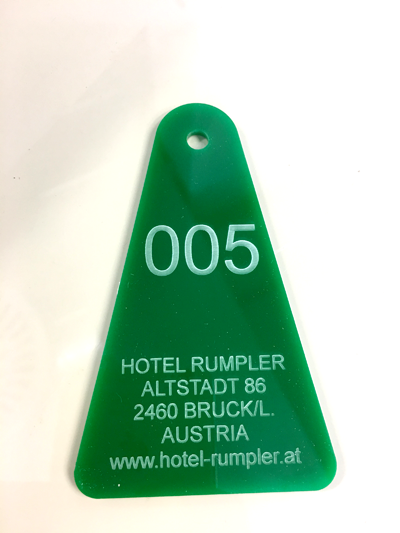 005
HOTEL RUMPLER
ALTSTADT 86
2460 BRUCK/L.
AUSTRIA
www.hotel-rumpler.at